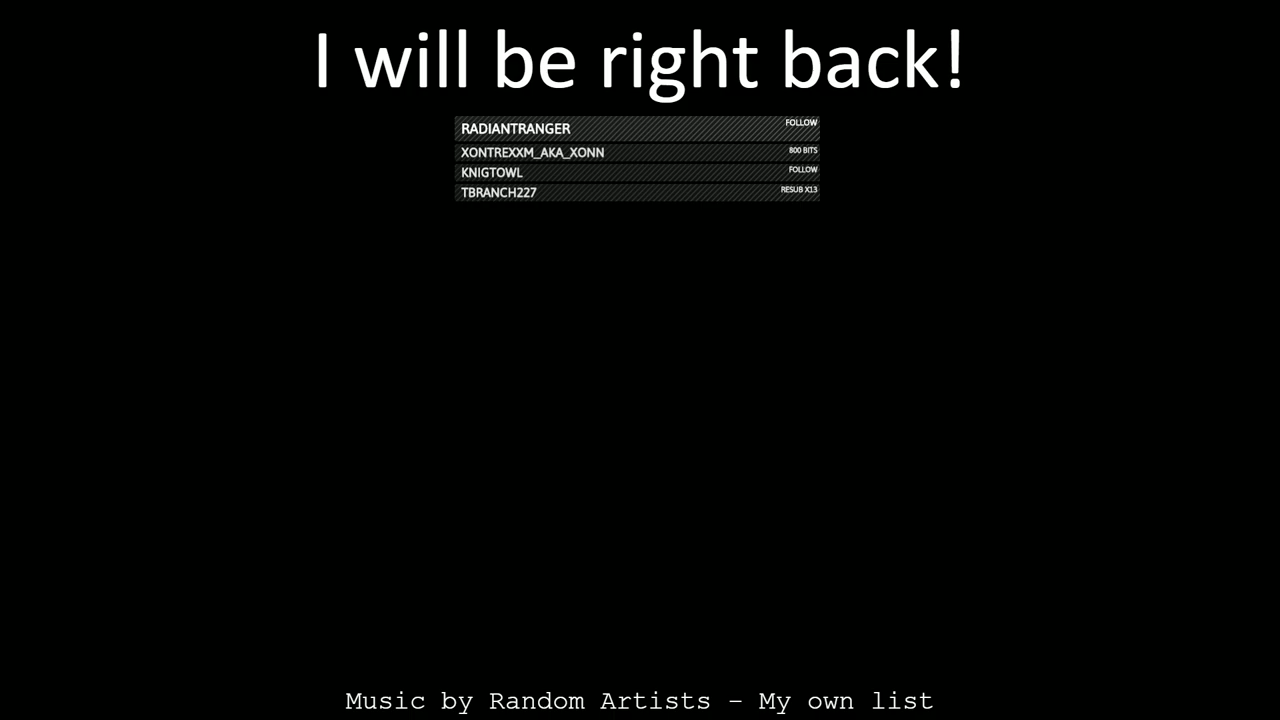 I will be right back!
RADIANTRANGER FOLLOW
XONTREXXM_AKA_XONN 800 BITS
KNIGTOWL FOLLOW
TBRANCH227 RESUB X13
Music by Random Artists - My own list